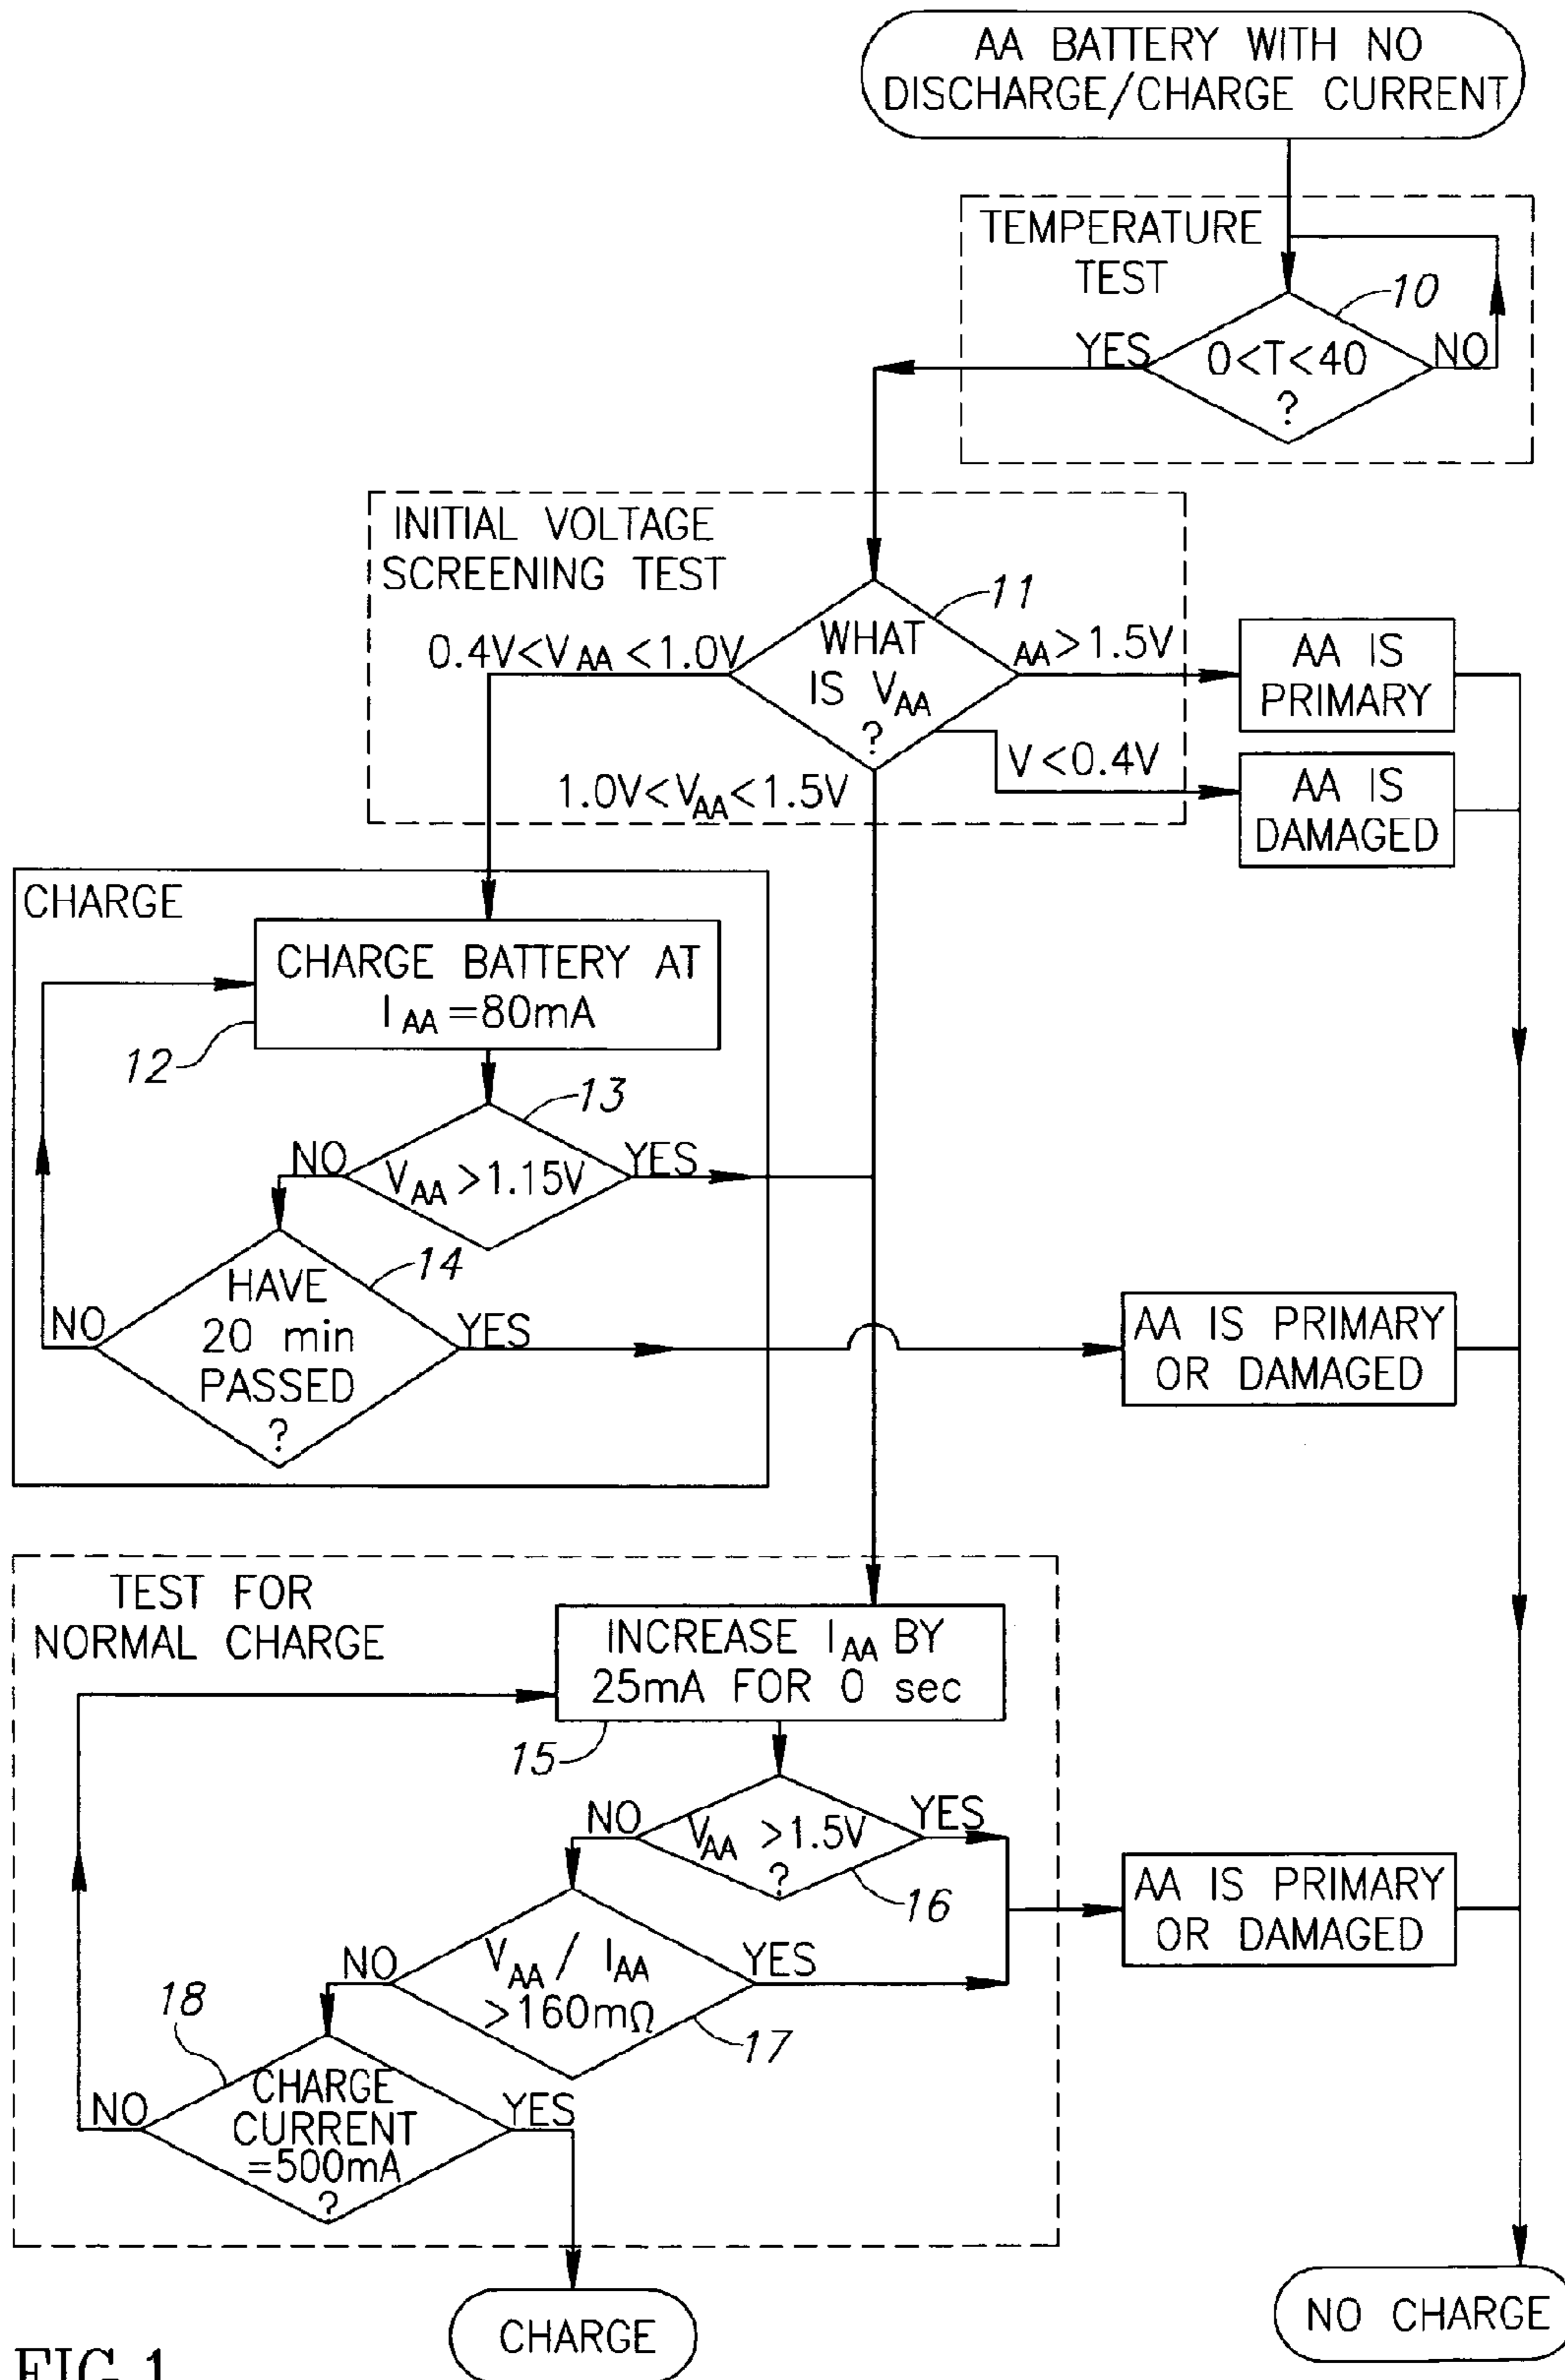 AA BATTERY WITH NO
DISCHARGE/CHARGE CURRENT
TEMPERATURE
TEST
10
YES
0<T<40
?
NO
INITIAL VOLTAGE
SCREENING TEST
11
0.4V<VAA<1.0V
WHAT
IS VAA
?
AA>1.5V
AA IS
PRIMARY
V<0.4V
1.0V<VAA<1.5V
AA IS
DAMAGED
CHARGE
CHARGE BATTERY AT
IAA=80mA
12
13
NO
VAA>1.15V
YES
14
HAVE
20 min
PASSED
?
NO
YES
AA IS PRIMARY
OR DAMAGED
TEST FOR
NORMAL CHARGE
INCREASE IAA BY
25mA FOR 0 sec
15
NO
VAA >1.5V
?
YES
16
AA IS PRIMARY
OR DAMAGED
NO
VAA / IAA
>160mΩ
YES
17
18
CHARGE
CURRENT
=500mA
?
NO
YES
CHARGE
NO CHARGE
FIG.1